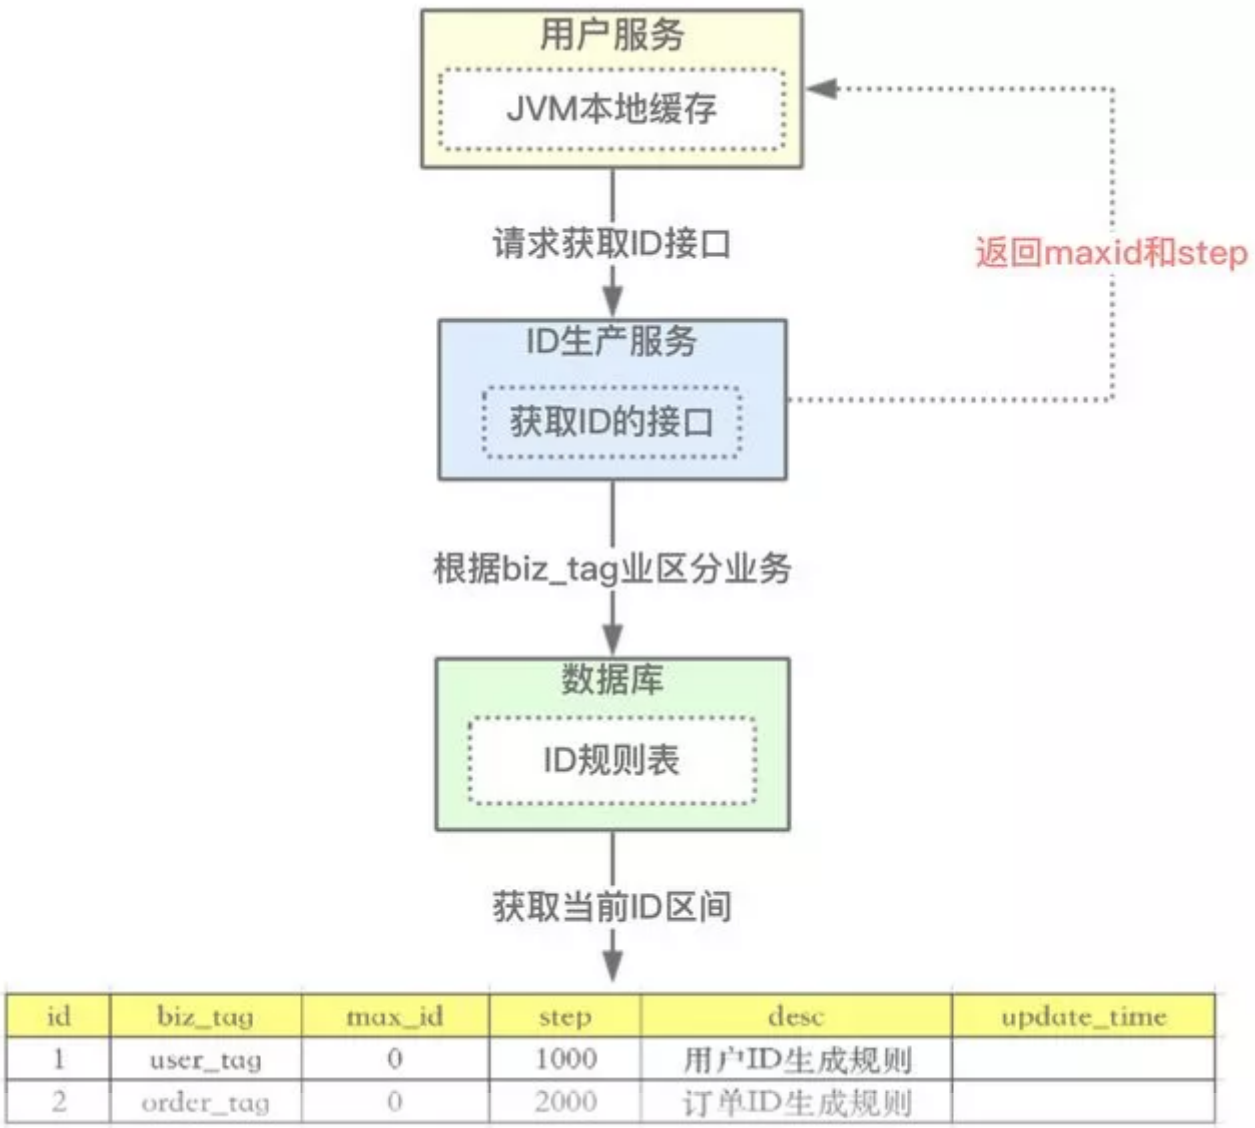 用户服务
JVM本地缓存
请求获取ID接口
返回maxid和step
ID生产服务
获取ID的接口
根据biz_tag业区分业务
数据库
ID规则表
获取当前ID区间
id biz_tag max_id step desc update_time
1 user_tag 0 1000 用户ID生成规则
2 order_tag 0 2000 订单ID生成规则